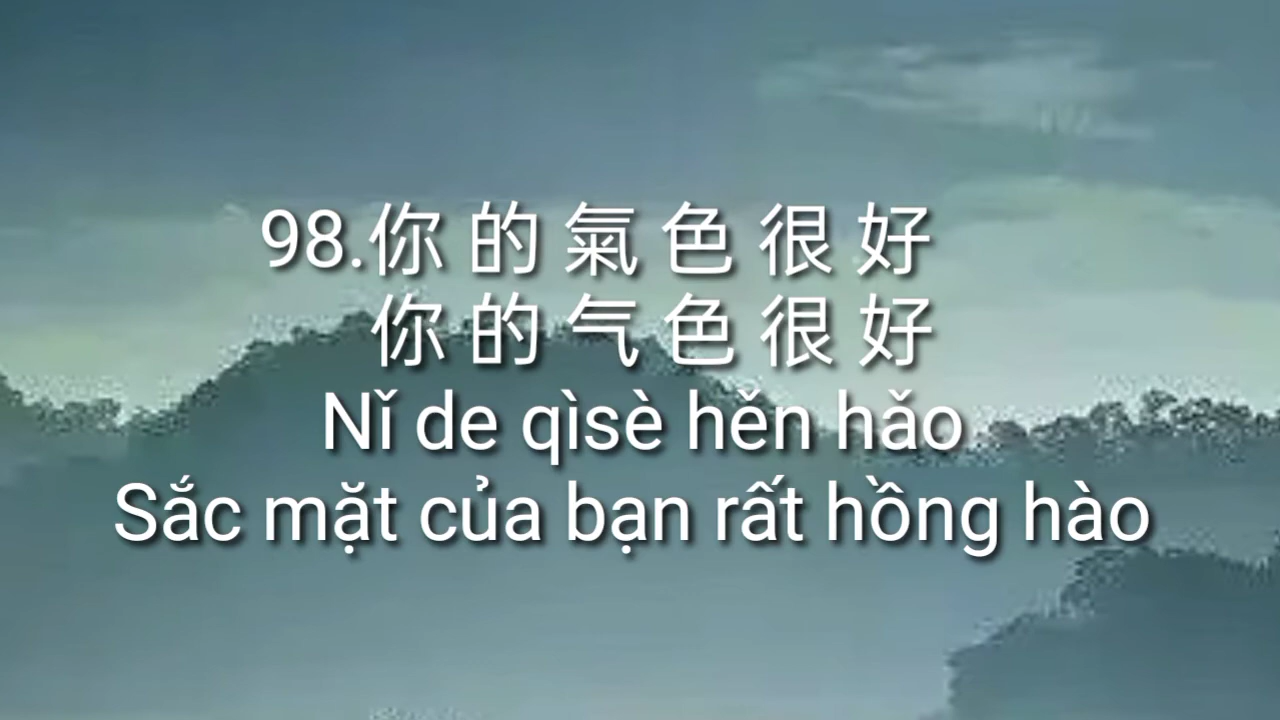 98.你 的 氣 色 很 好
你 的 气 色 很 好
Nǐ de qìsè hěn hǎo
Sắc mặt của bạn rất hồng hào